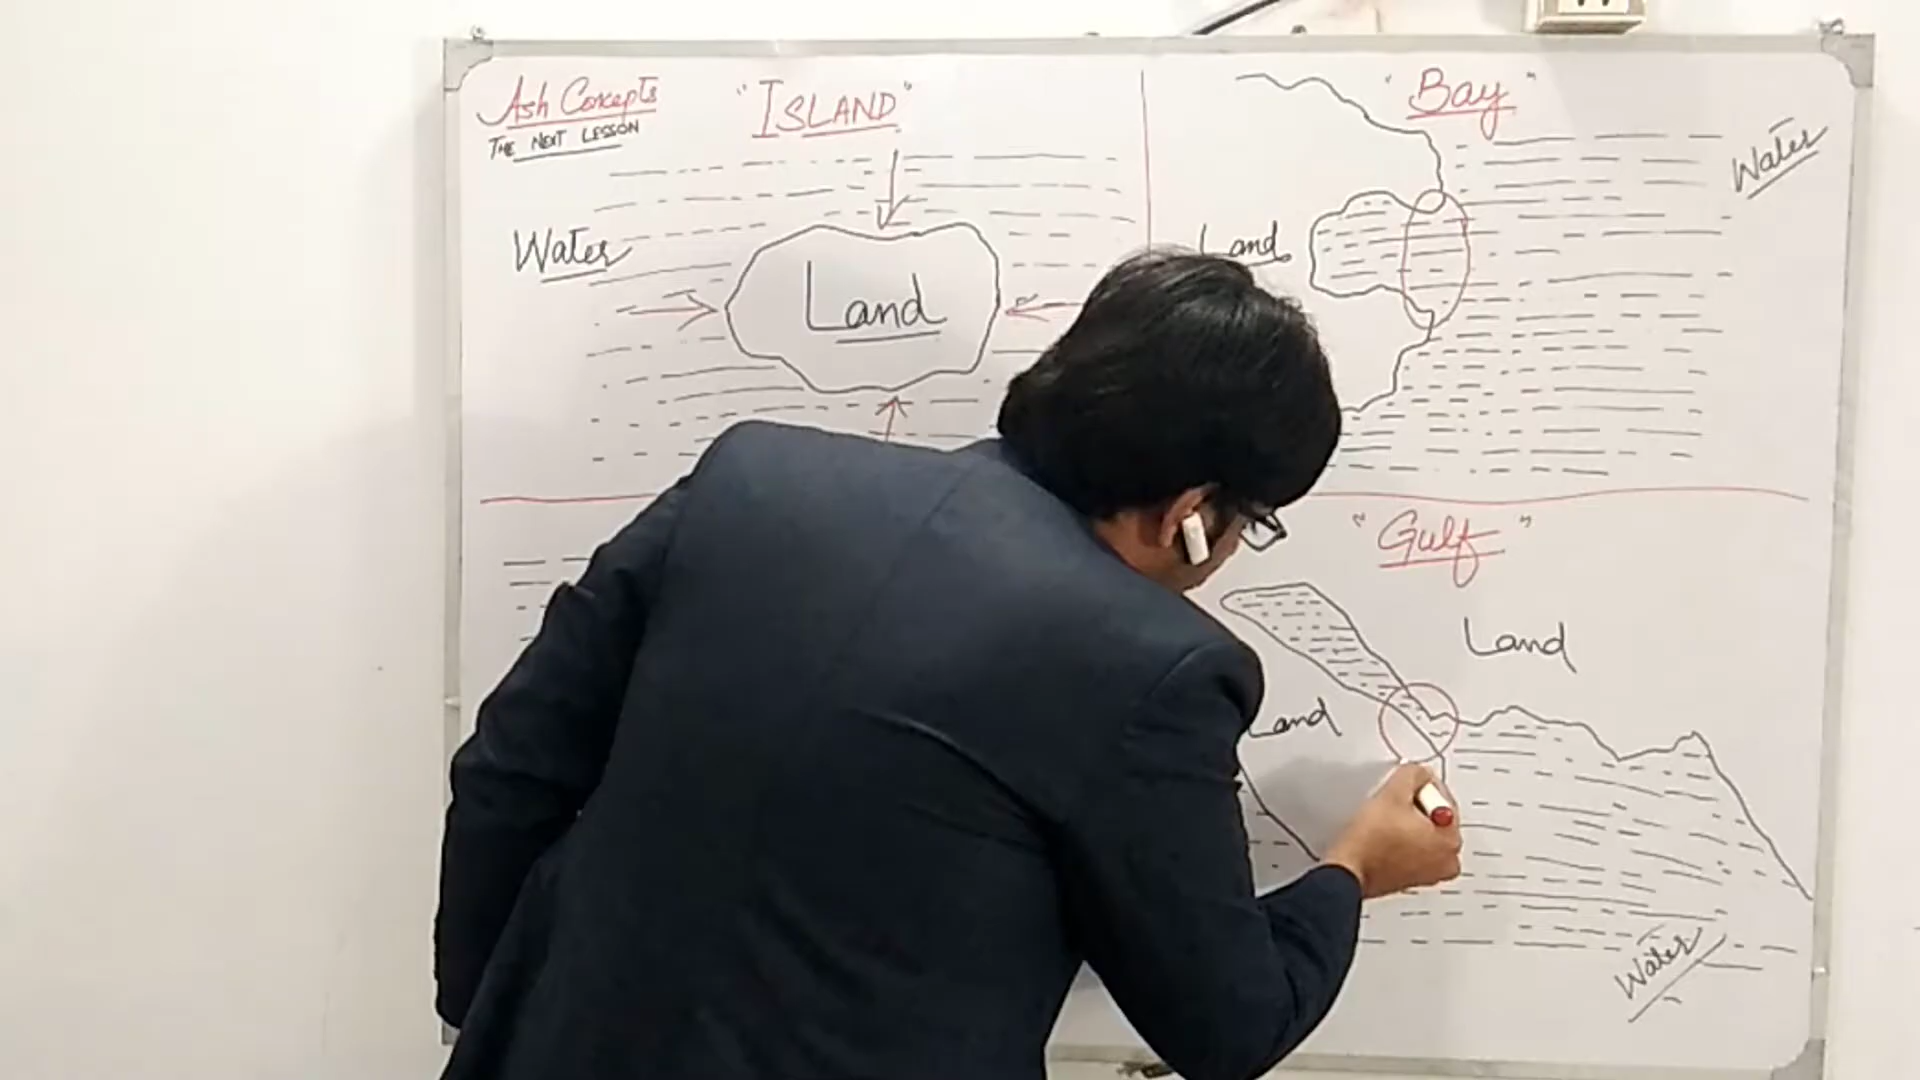 Ash Concepts
THE NEXT LESSON
"ISLAND"
Water
Land
"Bay"
Water
Land
"Gulf"
Land
Land
Water